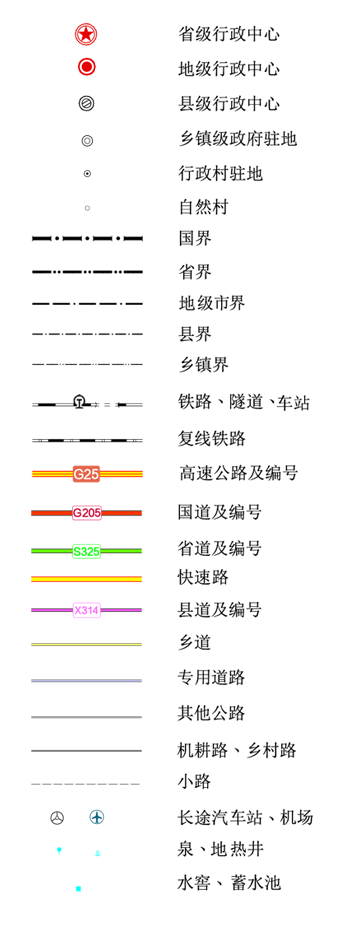 省级行政中心
地级行政中心
县级行政中心
乡镇级政府驻地
行政村驻地
自然村
国界
省界
地级市界
县界
乡镇界
铁路、隧道、车站
复线铁路
G25 高速公路及编号
G205 国道及编号
S325 省道及编号
快速路
X314 县道及编号
乡道
专用道路
其他公路
机耕路、乡村路
小路
长途汽车站、机场
泉、地热井
水窖、蓄水池